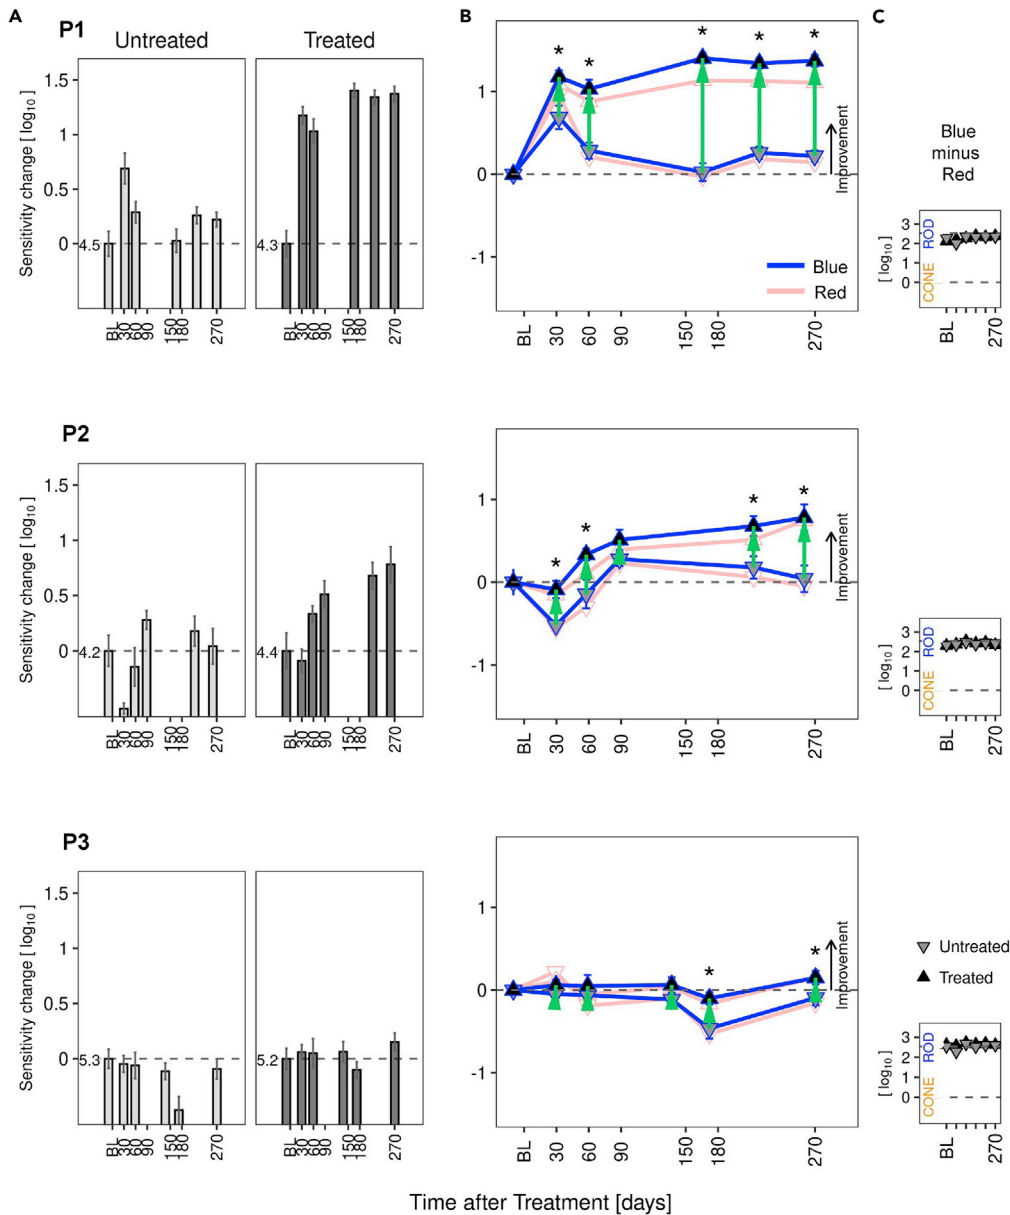 A
B
C
P1
Untreated
Treated
Sensitivity change [ log10 ]
1.5
1
0.5
0
4.5
4.3
BL
30
60
90
150
180
270
BL
30
60
90
150
180
270
1
0
-1
* * * * *
Improvement
Blue
Red
BL
30
60
90
150
180
270
Blue
minus
Red
[ log10 ]
CONE
ROD
3
2
1
0
BL
270
P2
Sensitivity change [ log10 ]
1.5
1
0.5
0
4.2
4.4
BL
30
60
90
150
180
270
BL
30
60
90
150
180
270
1
0
-1
* * * *
Improvement
BL
30
60
90
150
180
270
[ log10 ]
CONE
ROD
3
2
1
0
BL
270
P3
Sensitivity change [ log10 ]
1.5
1
0.5
0
5.3
5.2
BL
30
60
90
150
180
270
BL
30
60
90
150
180
270
1
0
-1
* *
Improvement
BL
30
60
90
150
180
270
Untreated
Treated
[ log10 ]
CONE
ROD
3
2
1
0
BL
270
Time after Treatment [days]